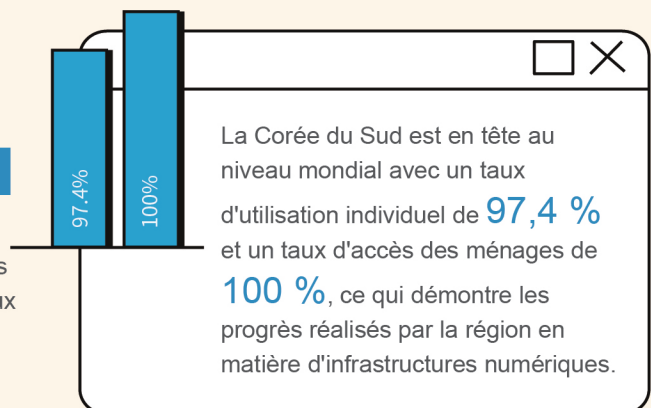 97.4%
100%
La Corée du Sud est en tête au
niveau mondial avec un taux
d'utilisation individuel de 97,4 %
et un taux d'accès des ménages de
100 %, ce qui démontre les
progrès réalisés par la région en
matière d'infrastructures numériques.